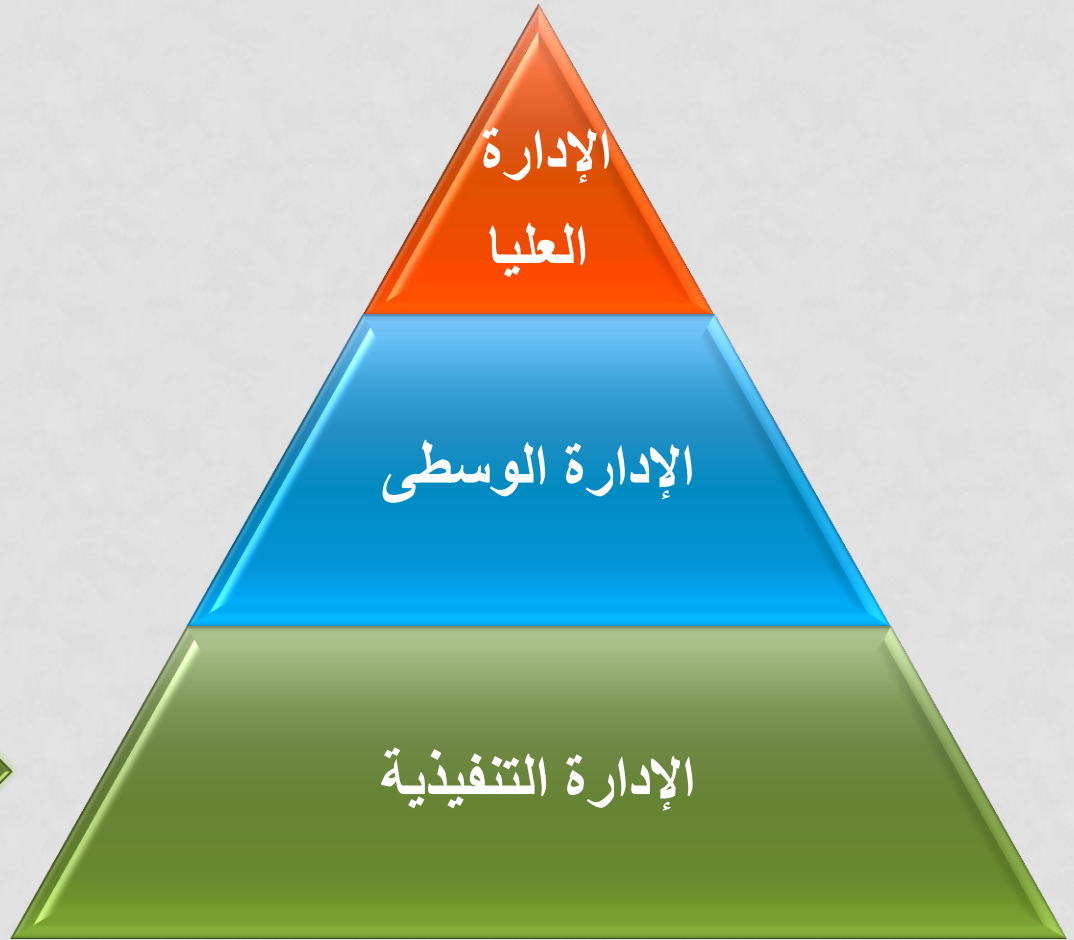 الإدارة
العليا
الإدارة الوسطى
الإدارة التنفيذية